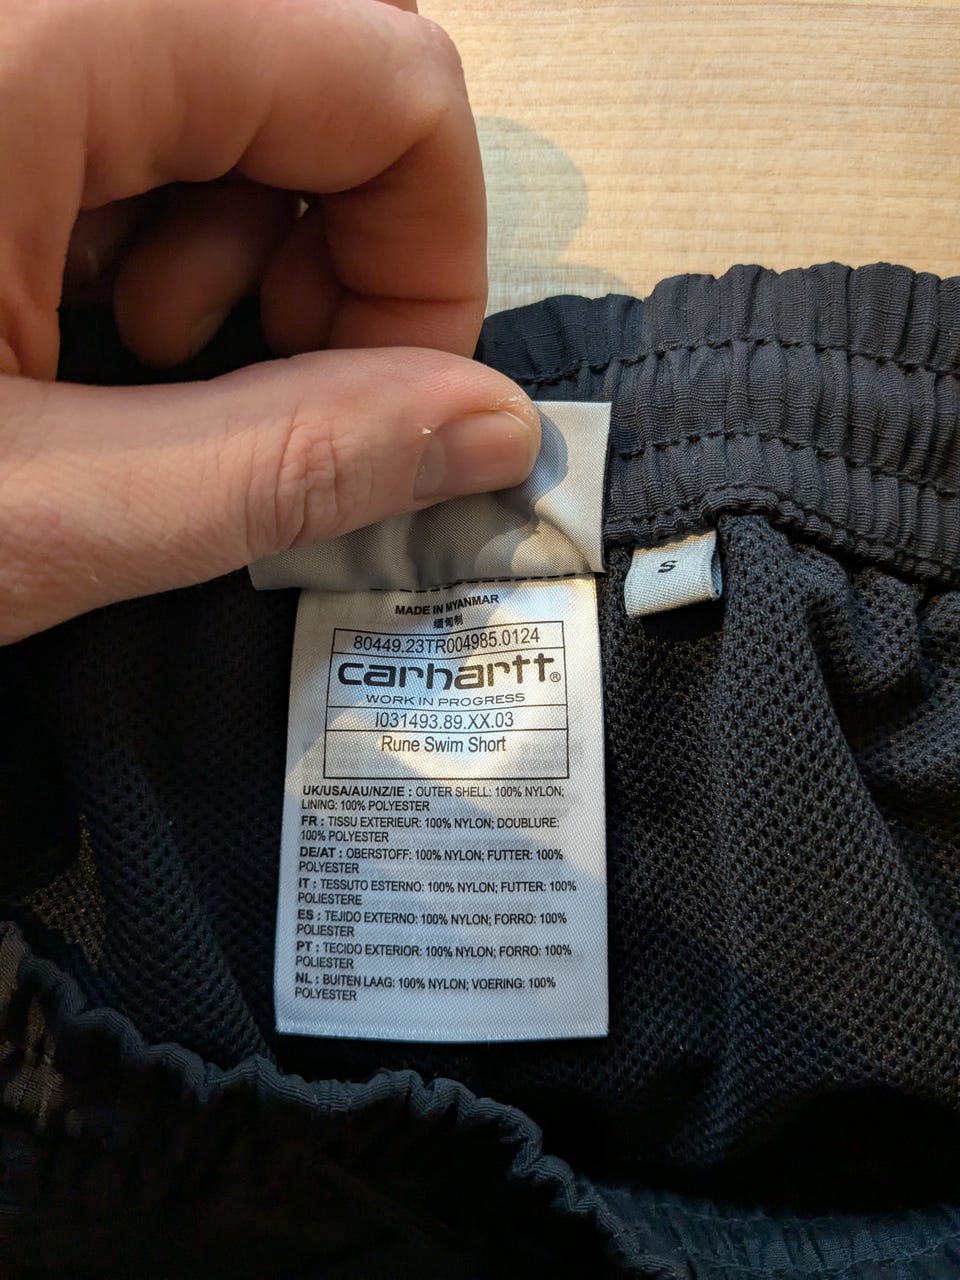 MADE IN MYANMAR
缅甸制
80449.23TR004985.0124
carhartt®
WORK IN PROGRESS
I031493.89.XX.03
Rune Swim Short
UK/USA/AU/NZ/IE : OUTER SHELL: 100% NYLON;
LINING: 100% POLYESTER
FR : TISSU EXTERIEUR: 100% NYLON; DOUBLURE:
100% POLYESTER
DE/AT : OBERSTOFF: 100% NYLON; FUTTER: 100%
POLYESTER
IT : TESSUTO ESTERNO: 100% NYLON; FUTTER: 100%
POLIESTERE
ES : TEJIDO EXTERNO: 100% NYLON; FORRO: 100%
POLIESTER
PT : TECIDO EXTERIOR: 100% NYLON; FORRO: 100%
POLIESTER
NL : BUITEN LAAG: 100% NYLON; VOERING: 100%
POLYESTER
S